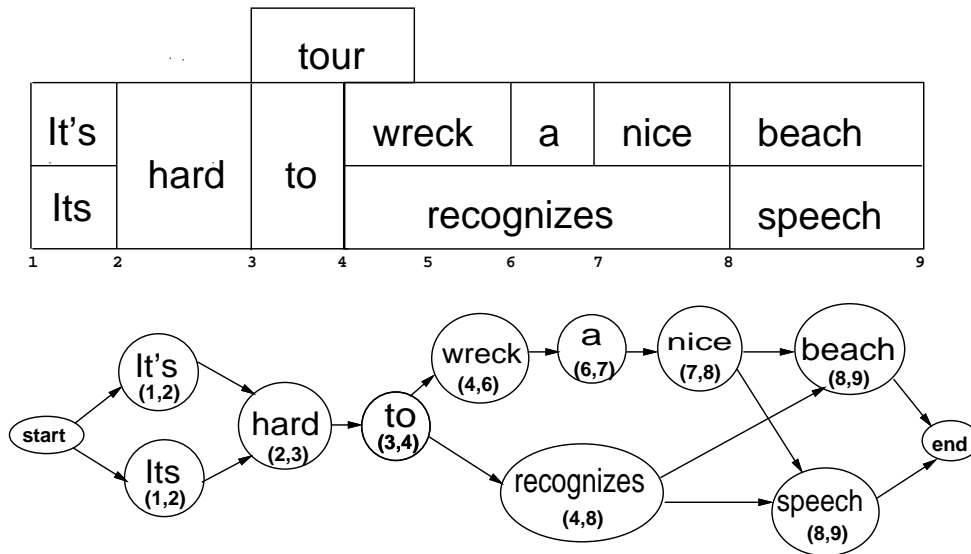 tour
It's hard to wreck a nice beach
Its recognizes speech
1 2 3 4 5 6 7 8 9
start
It's
(1,2)
Its
(1,2)
hard
(2,3)
to
(3,4)
wreck
(4,6)
a
(6,7)
nice
(7,8)
recognizes
(4,8)
beach
(8,9)
speech
(8,9)
end